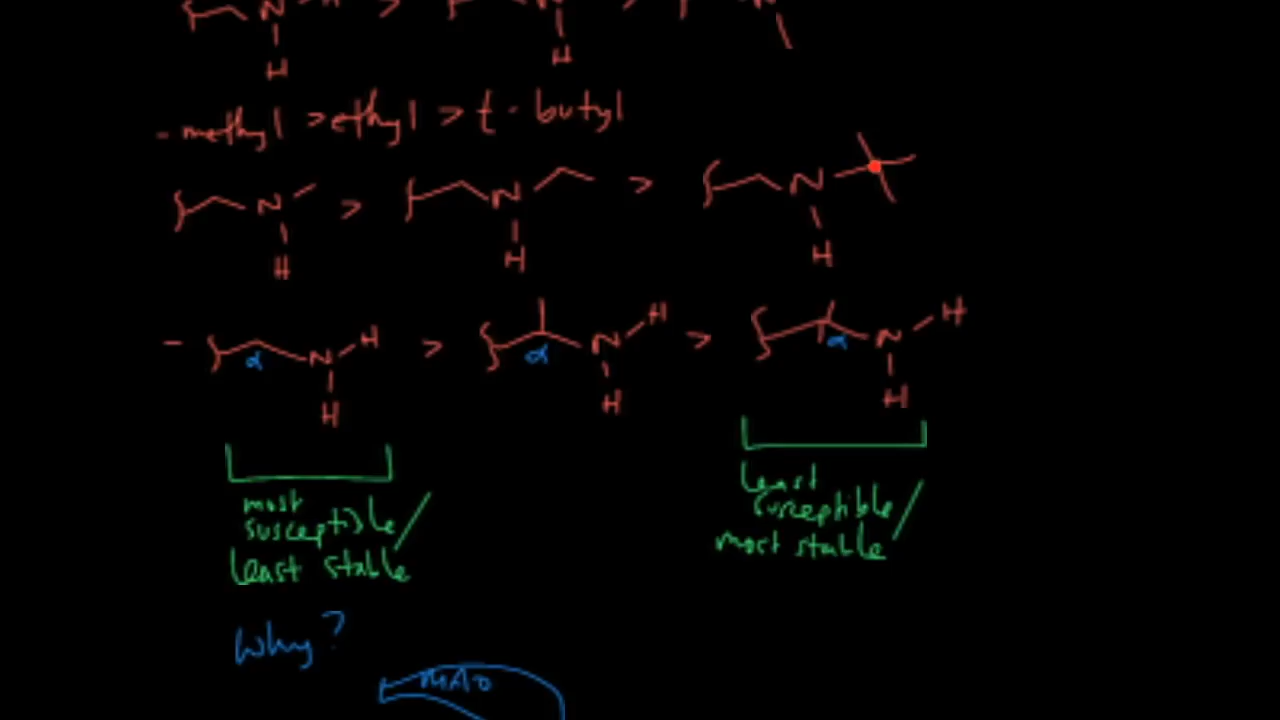 N H > N > N
H H
- methyl > ethyl > t - butyl
N > N > N
H H H
- N H > N H > N H
α α α
H H H
most susceptible/ least stable
least susceptible/ most stable
Why?
MAO